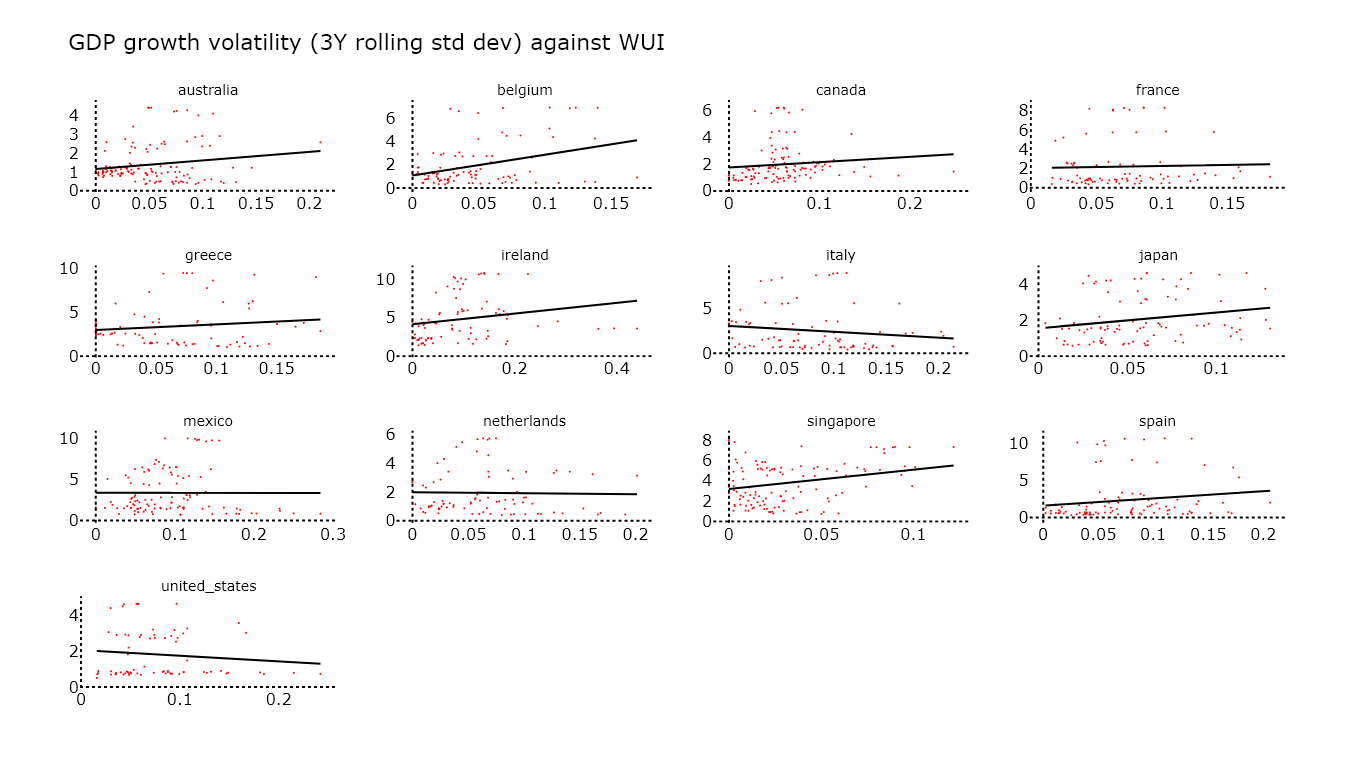 GDP growth volatility (3Y rolling std dev) against WUI
australia
belgium
canada
france
4
3
2
1
0
0 0.05 0.1 0.15 0.2
6
4
2
0
0 0.05 0.1 0.15
6
4
2
0
0 0.1 0.2
8
6
4
2
0
0 0.05 0.1 0.15
greece
ireland
italy
japan
10
5
0
0 0.05 0.1 0.15
10
5
0
0 0.2 0.4
5
0
0 0.05 0.1 0.15 0.2
4
2
0
0 0.05 0.1
mexico
netherlands
singapore
spain
10
5
0
0 0.1 0.2 0.3
6
4
2
0
0 0.05 0.1 0.15 0.2
8
6
4
2
0
0 0.05 0.1
10
5
0
0 0.05 0.1 0.15 0.2
united_states
4
2
0
0 0.1 0.2